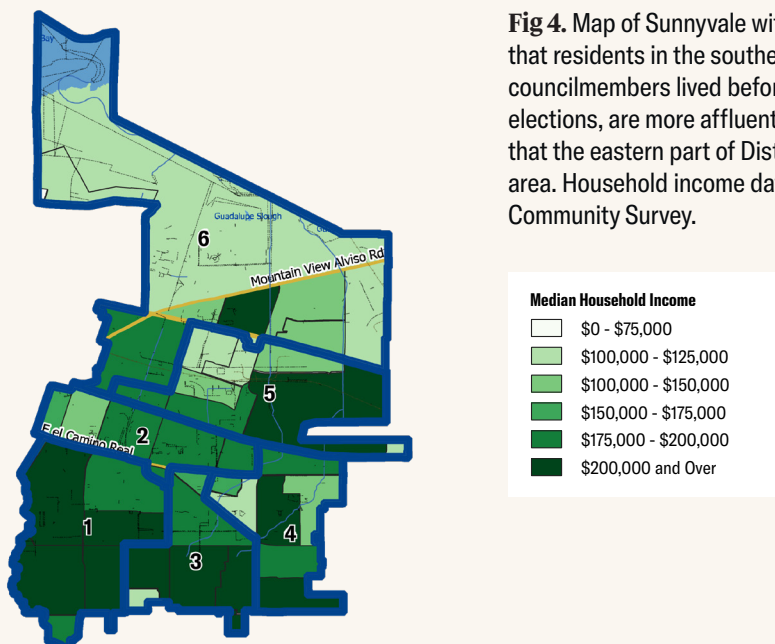 Fig 4. Map of Sunnyvale wi
that residents in the southe
councilmembers lived befor
elections, are more affluent
that the eastern part of Dist
area. Household income da
Community Survey.
Bay
Guadalupe Slough
6
Mountain View Alviso Rd
5
2
E el Camino Real
1
4
3
Median Household Income
$0 - $75,000
$100,000 - $125,000
$100,000 - $150,000
$150,000 - $175,000
$175,000 - $200,000
$200,000 and Over